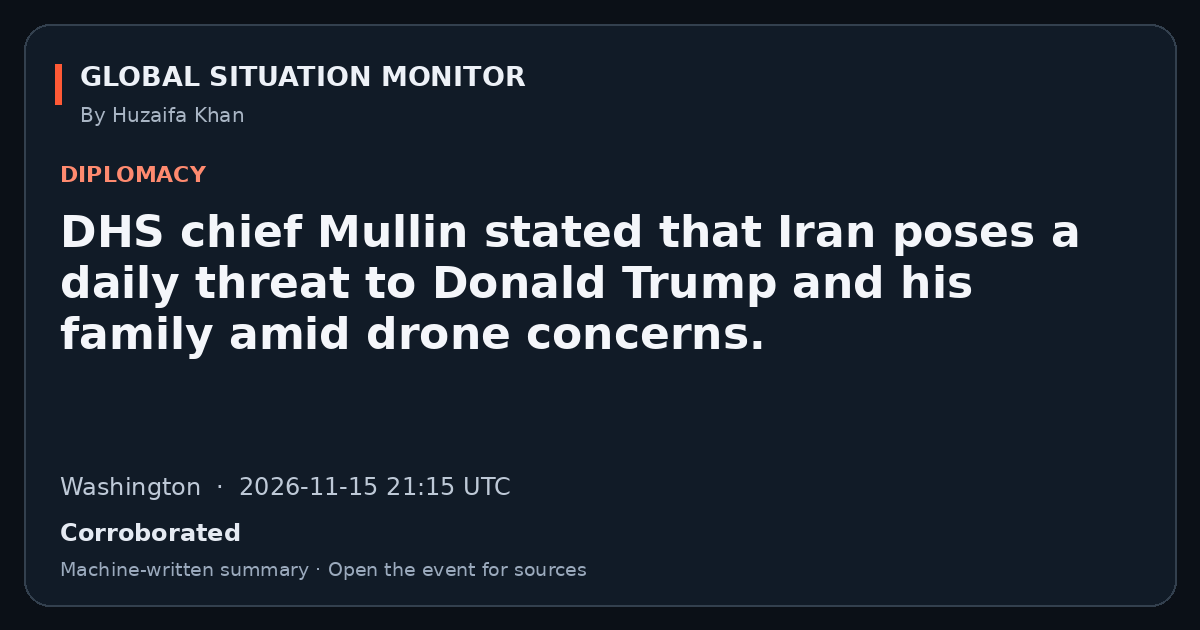 GLOBAL SITUATION MONITOR
By Huzaifa Khan
DIPLOMACY
DHS chief Mullin stated that Iran poses a
daily threat to Donald Trump and his
family amid drone concerns.
Washington · 2026-11-15 21:15 UTC
Corroborated
Machine-written summary · Open the event for sources